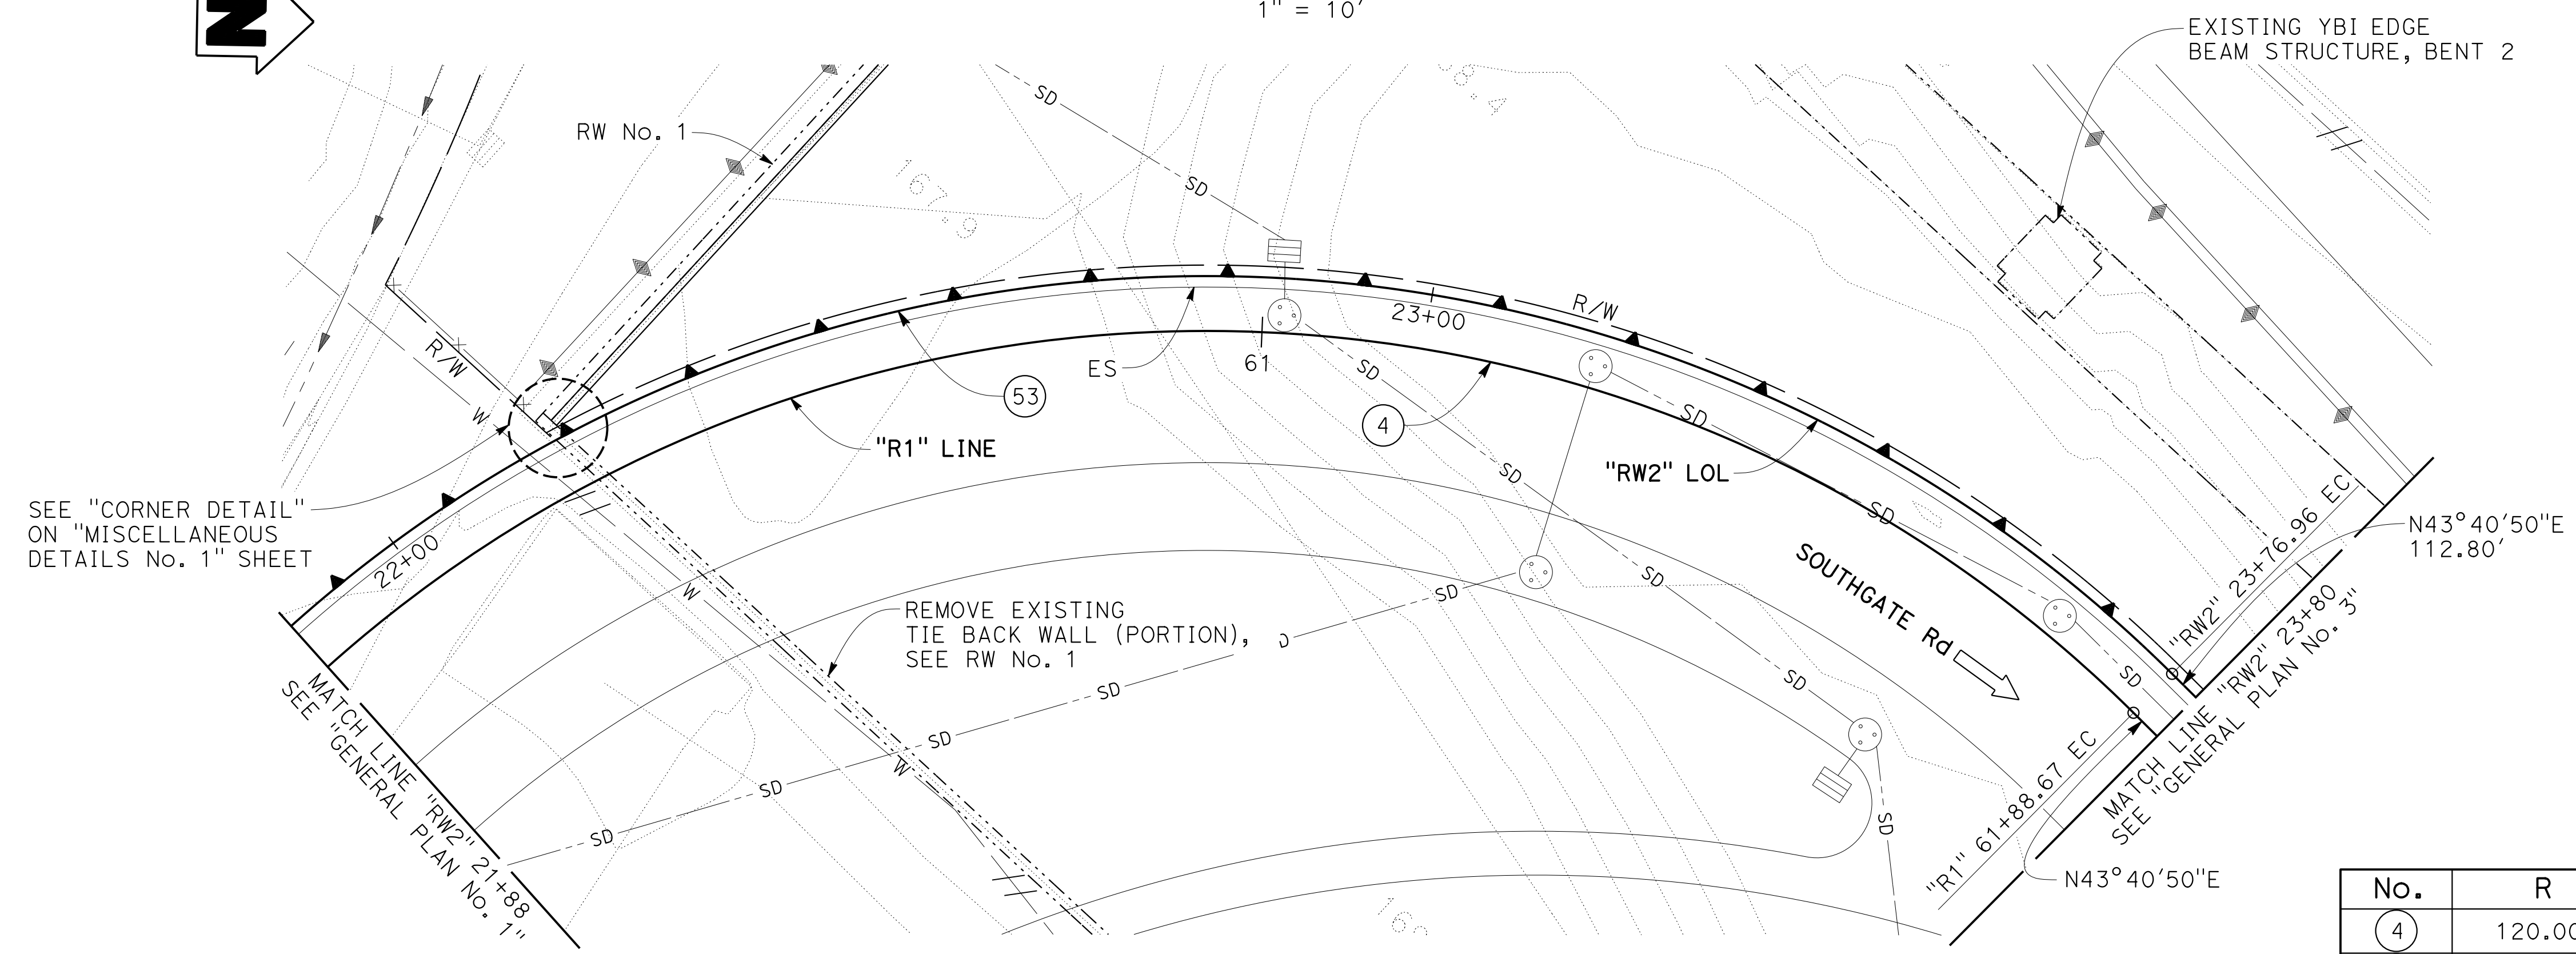 N
1" = 10'
EXISTING YBI EDGE
BEAM STRUCTURE, BENT 2
SD
RW No. 1
SD
167.9
R/W
23+00
R/W
61
ES
SD
53
4
SD
"R1" LINE
"RW2" LOL
W
SD
SD
SEE "CORNER DETAIL"
ON "MISCELLANEOUS
DETAILS No. 1" SHEET
22+00
N43°40'50"E
112.80'
"RW2" 23+76.96 EC
SOUTHGATE Rd
SD
SD
W
REMOVE EXISTING
TIE BACK WALL (PORTION),
SEE RW No. 1
SD
SD
SD
SD
W
SD
SD
SD
MATCH LINE "RW2" 21+88
SEE "GENERAL PLAN No. 1"
MATCH LINE "RW2" 23+80
SEE "GENERAL PLAN No. 3"
"R1" 61+88.67 EC
N43°40'50"E
No.
R
4